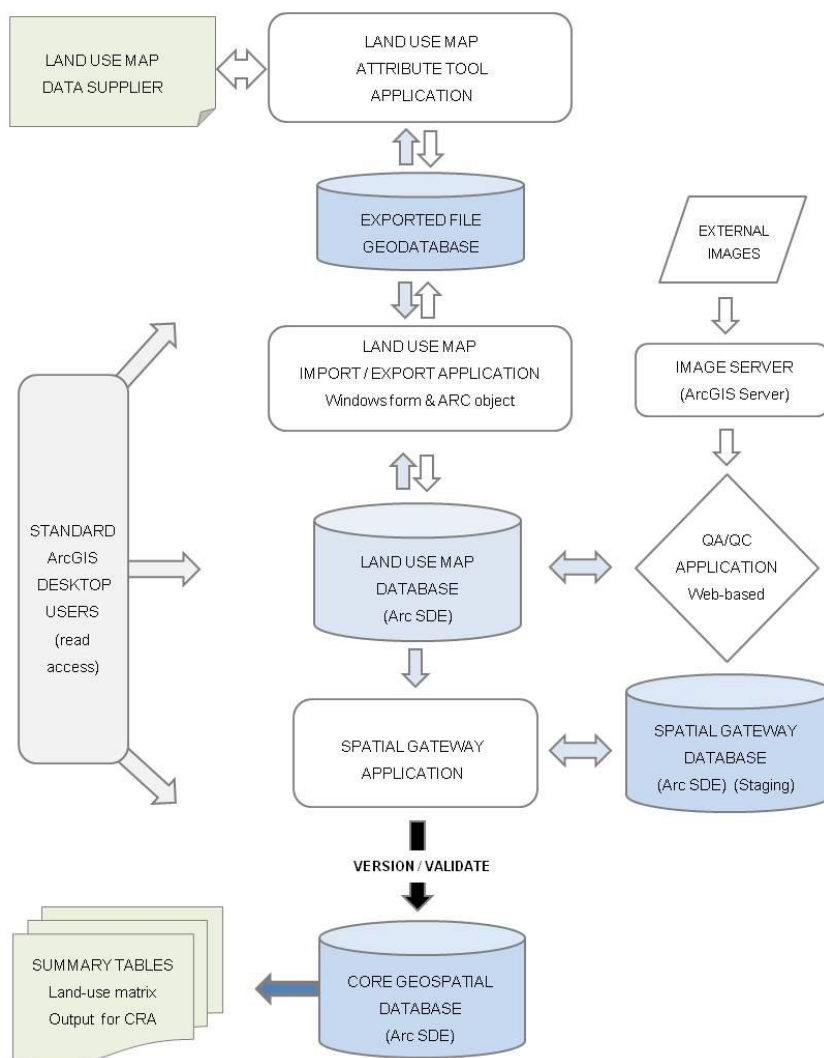 LAND USE MAP
DATA SUPPLIER
LAND USE MAP
ATTRIBUTE TOOL
APPLICATION
EXPORTED FILE
GEODATABASE
EXTERNAL
IMAGES
LAND USE MAP
IMPORT / EXPORT APPLICATION
Windows form & ARC object
IMAGE SERVER
(ArcGIS Server)
STANDARD
ArcGIS
DESKTOP
USERS
(read
access)
LAND USE MAP
DATABASE
(Arc SDE)
QA/QC
APPLICATION
Web-based
SPATIAL GATEWAY
APPLICATION
SPATIAL GATEWAY
DATABASE
(Arc SDE) (Staging)
VERSION / VALIDATE
SUMMARY TABLES
Land-use matrix
Output for CRA
CORE GEOSPATIAL
DATABASE
(Arc SDE)